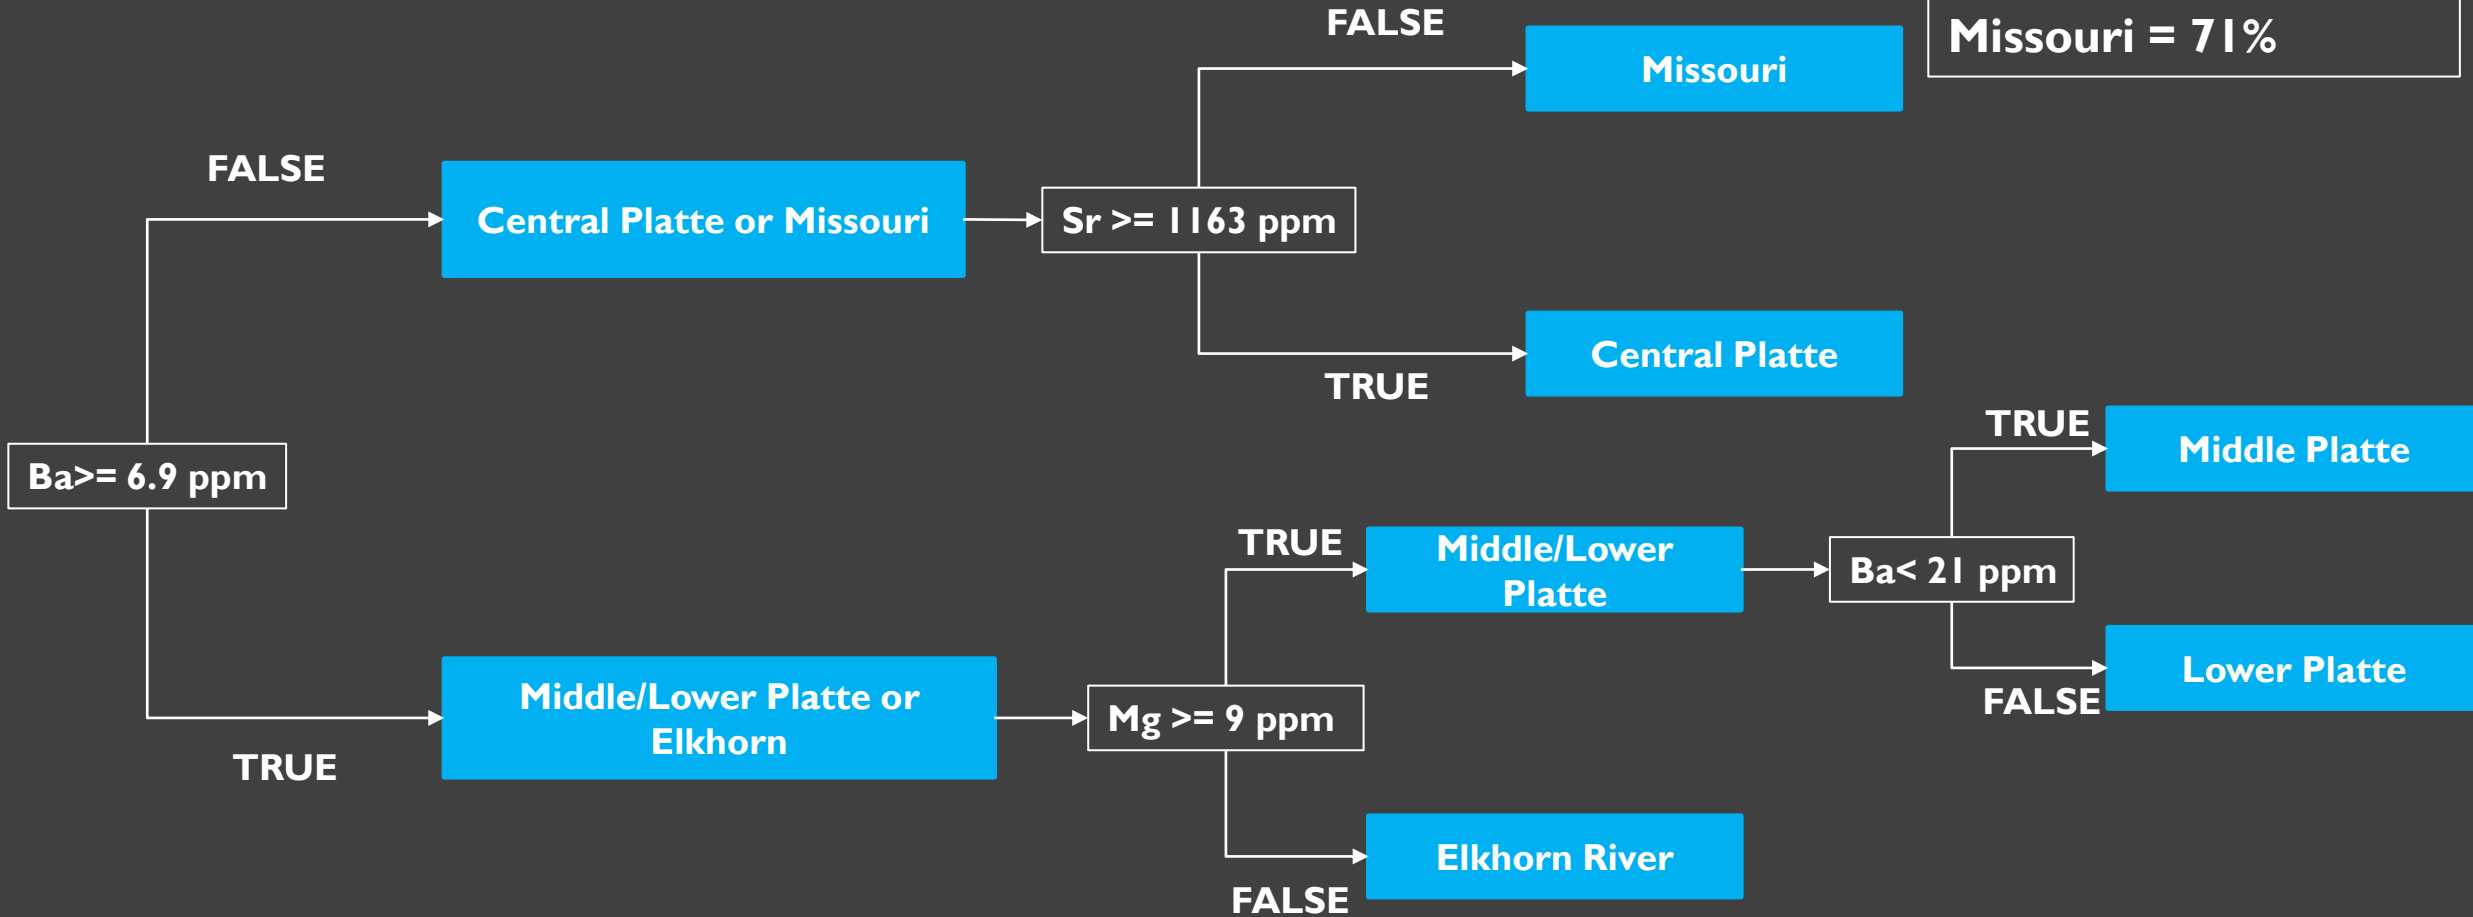 FALSE
Missouri
Missouri = 71%
FALSE
Central Platte or Missouri
Sr >= 1163 ppm
Central Platte
TRUE
TRUE
Middle Platte
Ba>= 6.9 ppm
TRUE
Middle/Lower
Platte
Ba< 21 ppm
Lower Platte
FALSE
Middle/Lower Platte or
Elkhorn
Mg >= 9 ppm
TRUE
Elkhorn River
FALSE